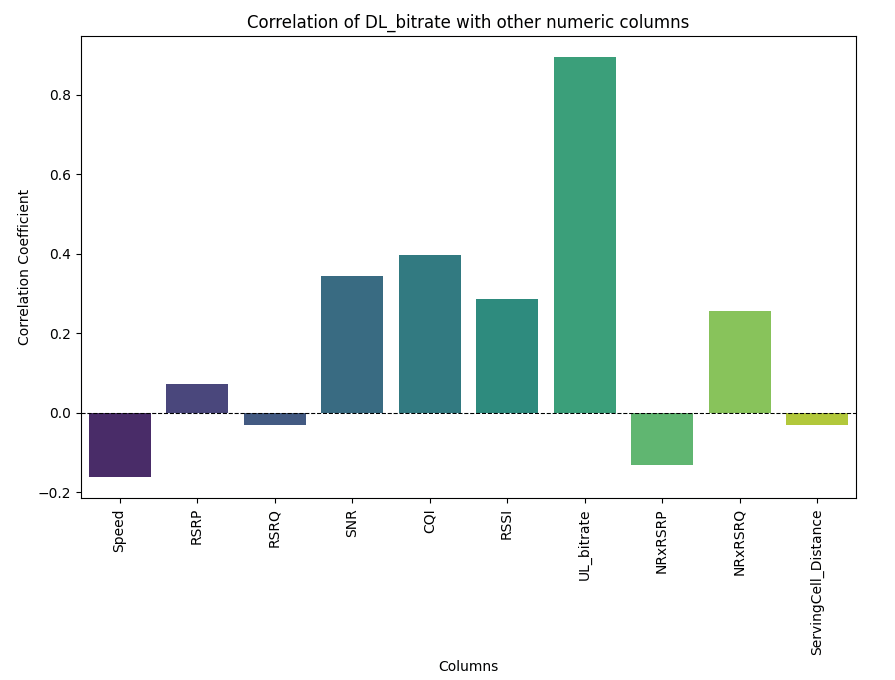 Correlation of DL_bitrate with other numeric columns
Correlation Coefficient
0.8
0.6
0.4
0.2
0.0
−0.2
Speed
RSRP
RSRQ
SNR
CQI
RSSI
UL_bitrate
NRxRSRP
NRxRSRQ
ServingCell_Distance
Columns